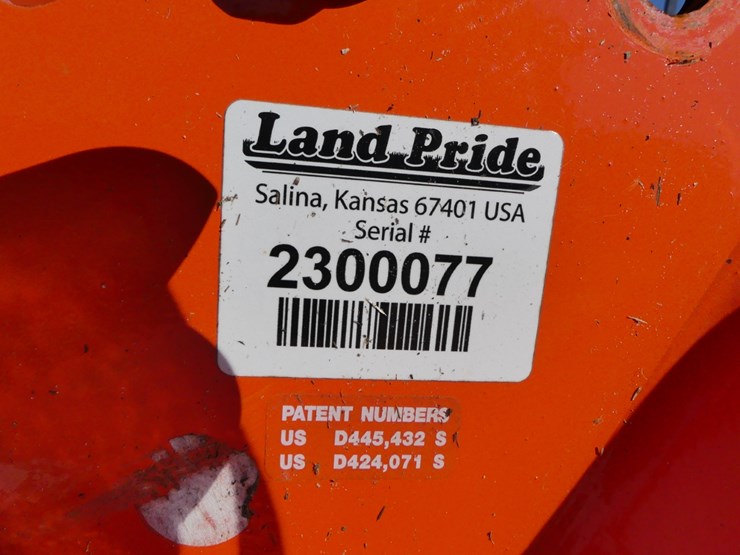 Land Pride
Salina, Kansas 67401 USA
Serial #
2300077
PATENT NUMBERS
US D445,432 S
US D424,071 S